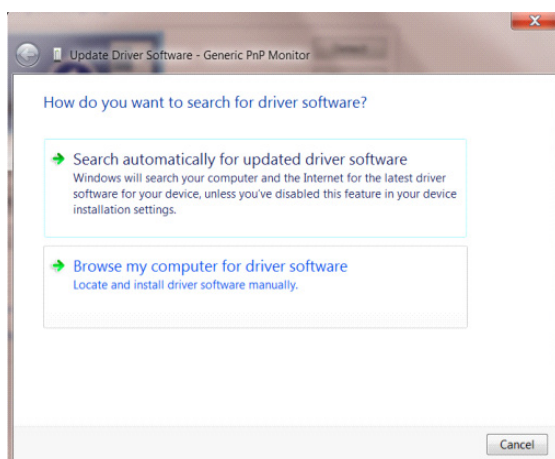 X
Update Driver Software - Generic PnP Monitor
How do you want to search for driver software?
Search automatically for updated driver software
Windows will search your computer and the Internet for the latest driver
software for your device, unless you've disabled this feature in your device
installation settings.
Browse my computer for driver software
Locate and install driver software manually.
Cancel